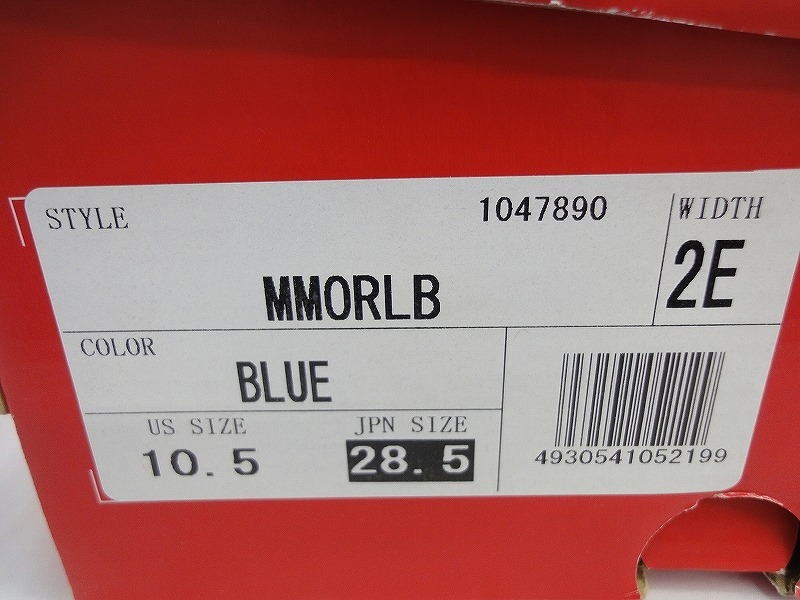 STYLE 1047890 WIDTH
MMORLB 2E
COLOR
BLUE
US SIZE JPN SIZE
10.5 28.5
4930541052199